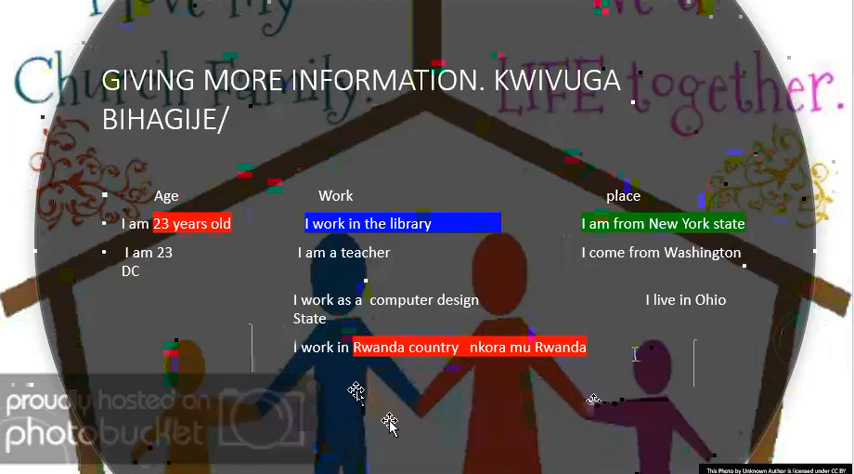 I love my
We do
Church Family.
LIFE together.
GIVING MORE INFORMATION. KWIVUGA
BIHAGIJE/
Age Work place
I am 23 years old I work in the library I am from New York state
I am 23 I am a teacher I come from Washington
DC
I work as a computer design I live in Ohio
State
I work in Rwanda country nkora mu Rwanda
proudly hosted on
photobucket
This Photo by Unknown Author is licensed under CC BY